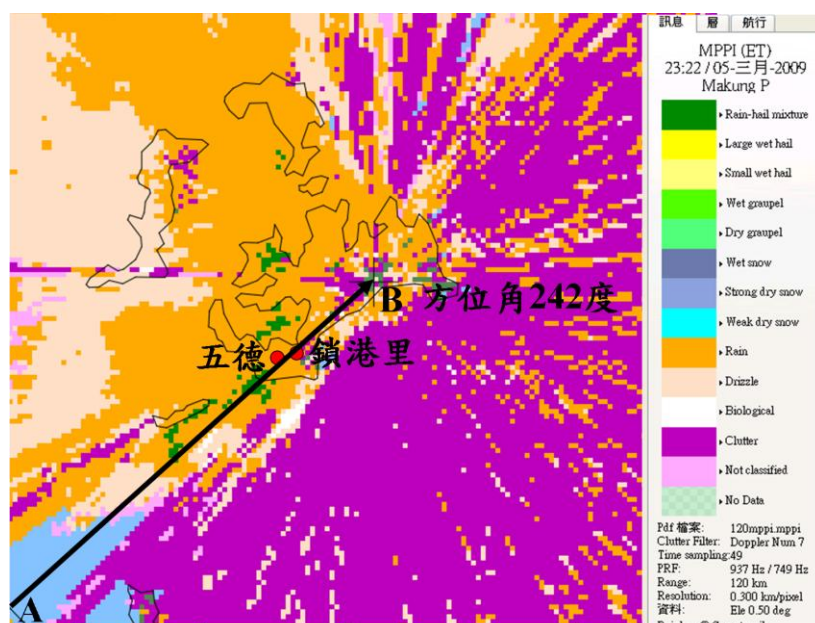 訊息 層 航行
MPPI (ET)
23:22 / 05-三月-2009
Makung P
Rain-hail mixture
Large wet hail
Small wet hail
Wet graupel
Dry graupel
Wet snow
Strong dry snow
Weak dry snow
Rain
Drizzle
Biological
Clutter
Not classified
No Data
Pdf 檔案: 120mppi.mppi
Clutter Filter: Doppler Num 7
Time sampling:49
PRF: 937 Hz / 749 Hz
Range: 120 km
Resolution: 0.300 km/pixel
資料: Ele 0.50 deg
B 方位角242度
五德 鎖港里
A